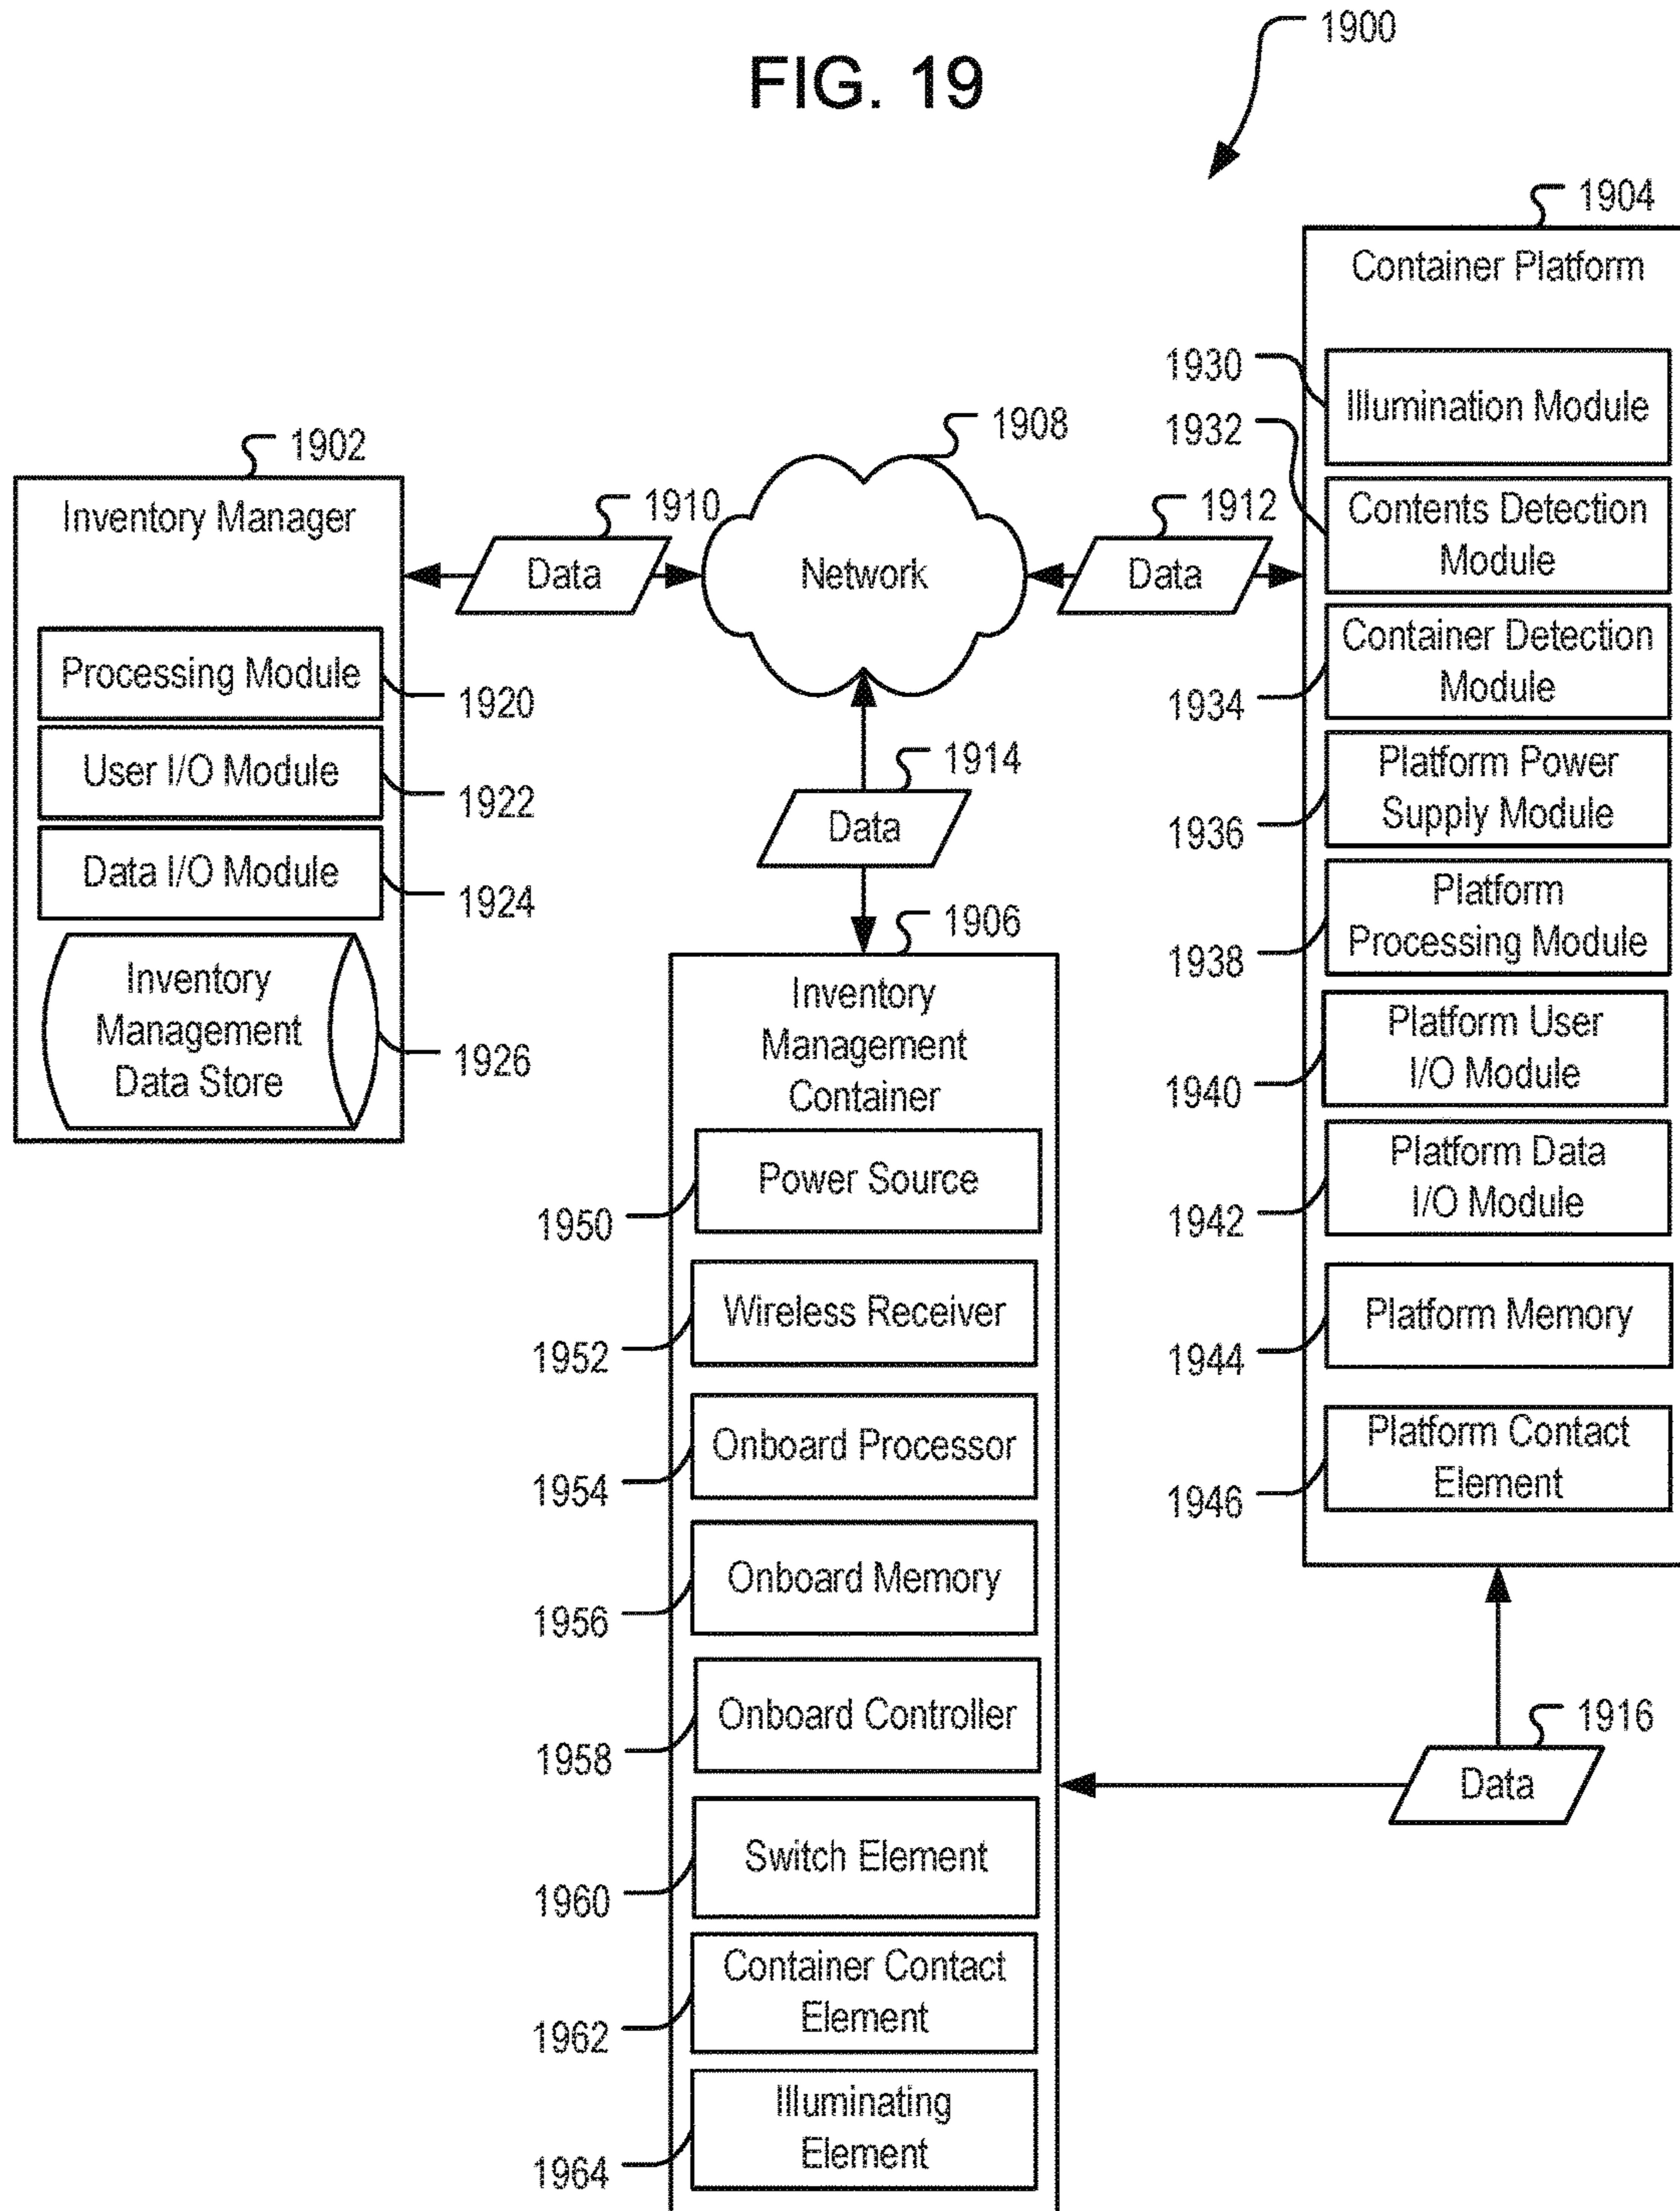 FIG. 19
1900
1902
Inventory Manager
Processing Module
1920
User I/O Module
1922
Data I/O Module
1924
Inventory
Management
Data Store
1926
1910
Data
1908
Network
1912
Data
1914
Data
1906
Inventory
Management
Container
Power Source
1950
Wireless Receiver
1952
Onboard Processor
1954
Onboard Memory
1956
Onboard Controller
1958
Switch Element
1960
Container Contact
Element
1962
Illuminating
Element
1964
1904
Container Platform
1930
Illumination Module
1932
Contents Detection
Module
Container Detection
Module
1934
Platform Power
Supply Module
1936
Platform
Processing Module
1938
Platform User
I/O Module
1940
Platform Data
I/O Module
1942
Platform Memory
1944
Platform Contact
Element
1946
1916
Data